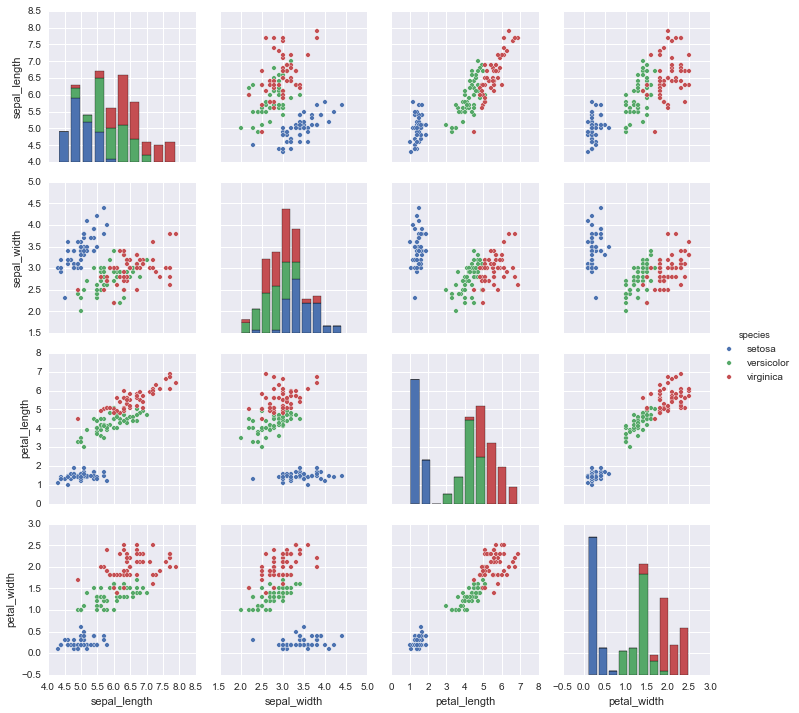 8.5
8.0
7.5
7.0
6.5
6.0
5.5
5.0
4.5
4.0
sepal_length
5.0
4.5
4.0
3.5
3.0
2.5
2.0
1.5
sepal_width
8
7
6
5
4
3
2
1
0
petal_length
3.0
2.5
2.0
1.5
1.0
0.5
0.0
−0.5
petal_width
4.0 4.5 5.0 5.5 6.0 6.5 7.0 7.5 8.0 8.5
sepal_length
1.5 2.0 2.5 3.0 3.5 4.0 4.5 5.0
sepal_width
0 1 2 3 4 5 6 7 8
petal_length
−0.5 0.0 0.5 1.0 1.5 2.0 2.5 3.0
petal_width
species
setosa
versicolor
virginica